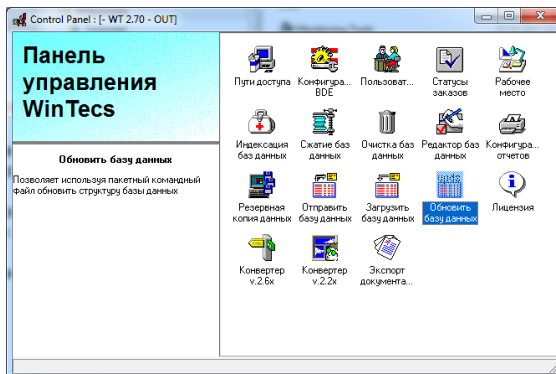 Control Panel : [- WT 2.70 - OUT]
Панель
управления
WinTecs
Обновить базу данных
Позволяет используя пакетный командный
файл обновить структуру базы данных
Пути доступа
Конфигура...
BDE
Пользоват...
Статусы
заказов
Рабочее
место
Индексация
баз данных
Сжатие баз
данных
Очистка баз
данных
Редактор баз
данных
Конфигура...
отчетов
Резервная
копия данных
Отправить
базу данных
Загрузить
базу данных
Обновить
базу данных
Лицензия
Конвертер
v.2.6x
Конвертер
v.2.2x
Экспорт
документа...